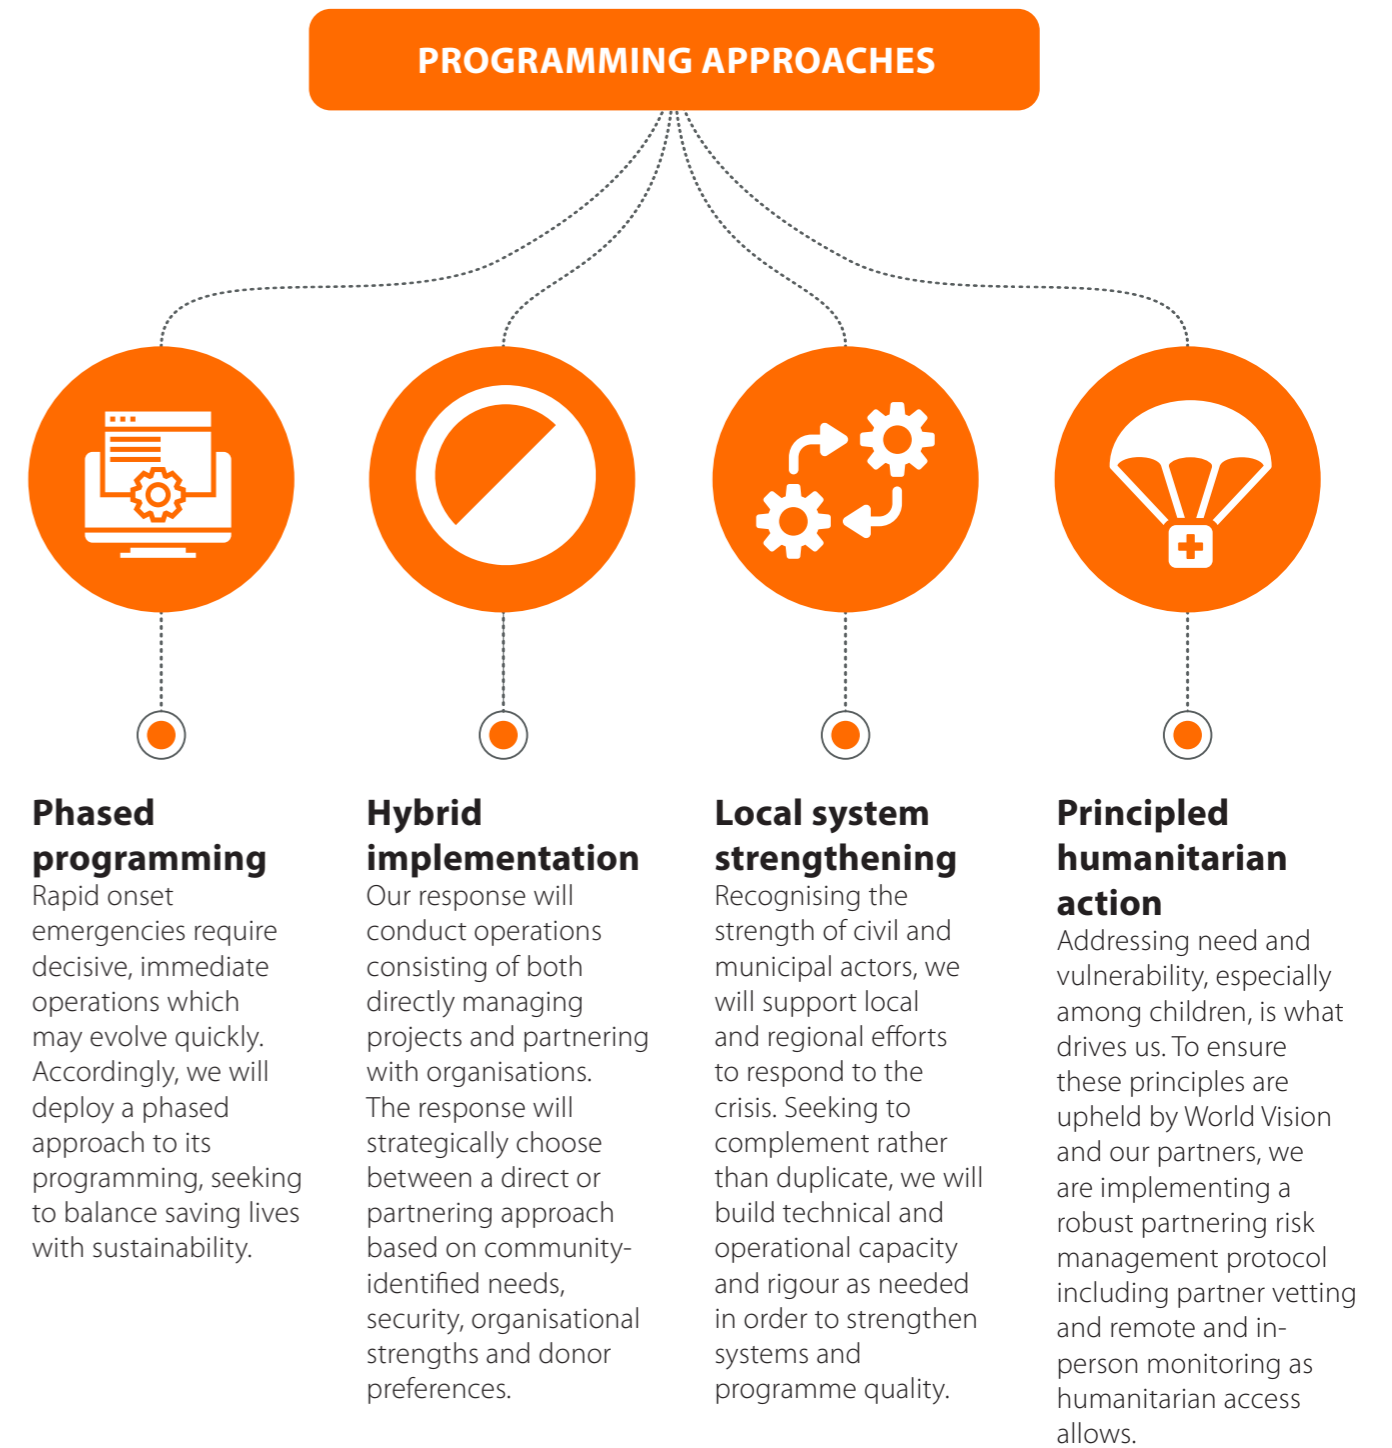 PROGRAMMING APPROACHES
Phased
programming
Rapid onset
emergencies require
decisive, immediate
operations which
may evolve quickly.
Accordingly, we will
deploy a phased
approach to its
programming, seeking
to balance saving lives
with sustainability.
Hybrid
implementation
Our response will
conduct operations
consisting of both
directly managing
projects and partnering
with organisations.
The response will
strategically choose
between a direct or
partnering approach
based on community-
identified needs,
security, organisational
strengths and donor
preferences.
Local system
strengthening
Recognising the
strength of civil and
municipal actors, we
will support local
and regional efforts
to respond to the
crisis. Seeking to
complement rather
than duplicate, we will
build technical and
operational capacity
and rigour as needed
in order to strengthen
systems and
programme quality.
Principled
humanitarian
action
Addressing need and
vulnerability, especially
among children, is what
drives us. To ensure
these principles are
upheld by World Vision
and our partners, we
are implementing a
robust partnering risk
management protocol
including partner vetting
and remote and in-
person monitoring as
humanitarian access
allows.